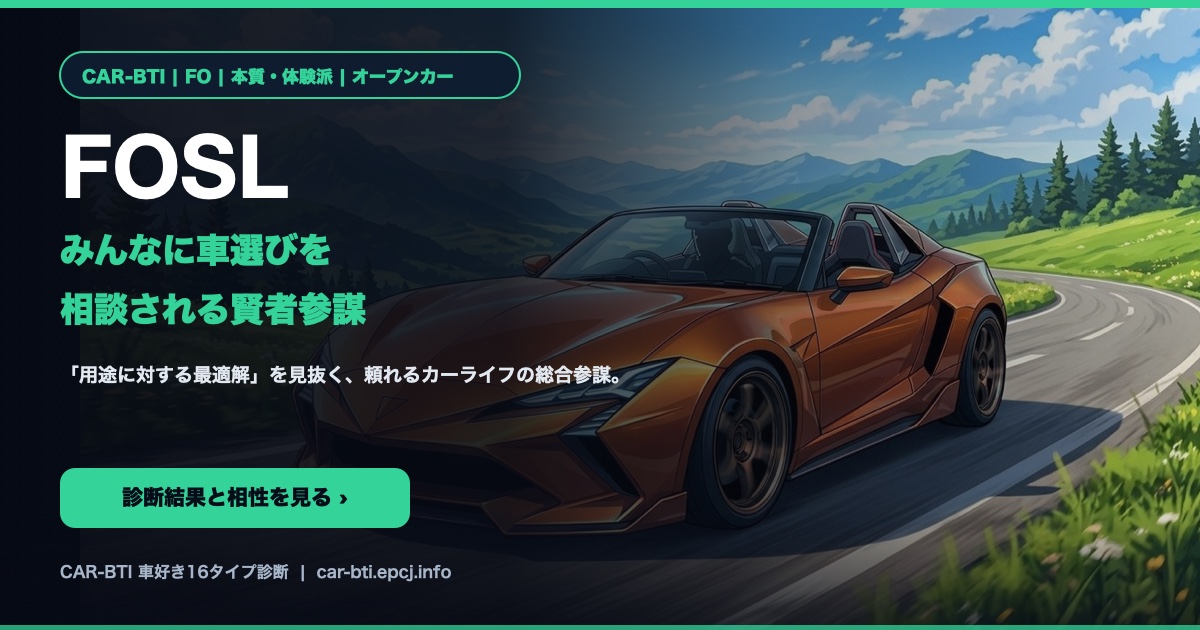 CAR-BTI | FO | 本質・体験派 | オープンカー
FOSL
みんなに車選びを
相談される賢者参謀
「用途に対する最適解」を見抜く、頼れるカーライフの総合参謀。
診断結果と相性を見る ›
CAR-BTI 車好き16タイプ診断 | car-bti.epcj.info